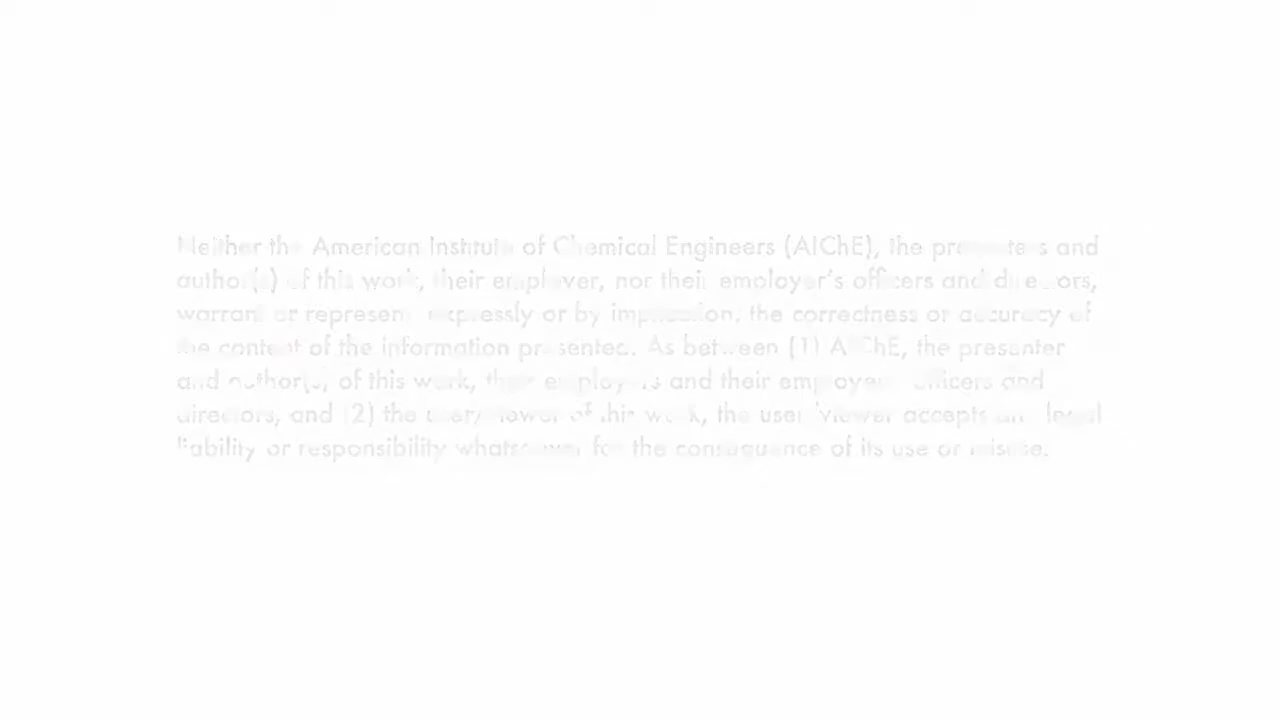 Neither the American Institute of Chemical Engineers (AIChE), the presenters and
author(s) of this work, their employer, nor their employer's officers and directors,
warrant or represent, expressly or by implication, the correctness or accuracy of
the content of the information presented. As between (1) AIChE, the presenter
and author(s) of this work, their employers and their employers' officers and
directors, and (2) the user/viewer of this work, the user/viewer accepts any legal
liability or responsibility whatsoever for the consequence of its use or misuse.